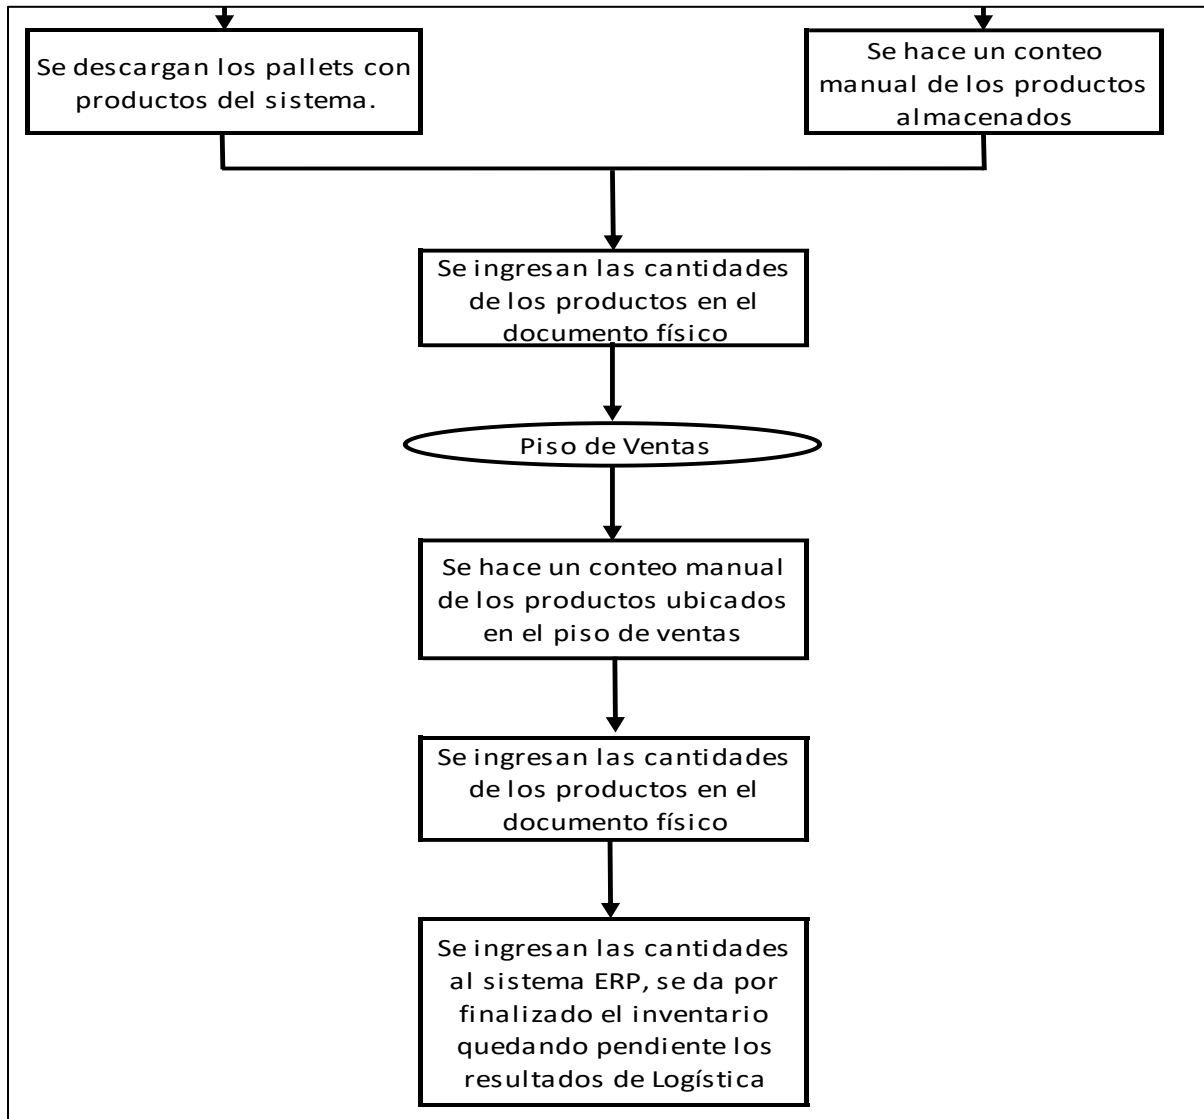 Se descargan los pallets con
productos del sistema.
Se hace un conteo
manual de los productos
almacenados
Se ingresan las cantidades
de los productos en el
documento físico
Piso de Ventas
Se hace un conteo manual
de los productos ubicados
en el piso de ventas
Se ingresan las cantidades
de los productos en el
documento físico
Se ingresan las cantidades
al sistema ERP, se da por
finalizado el inventario
quedando pendiente los
resultados de Logística